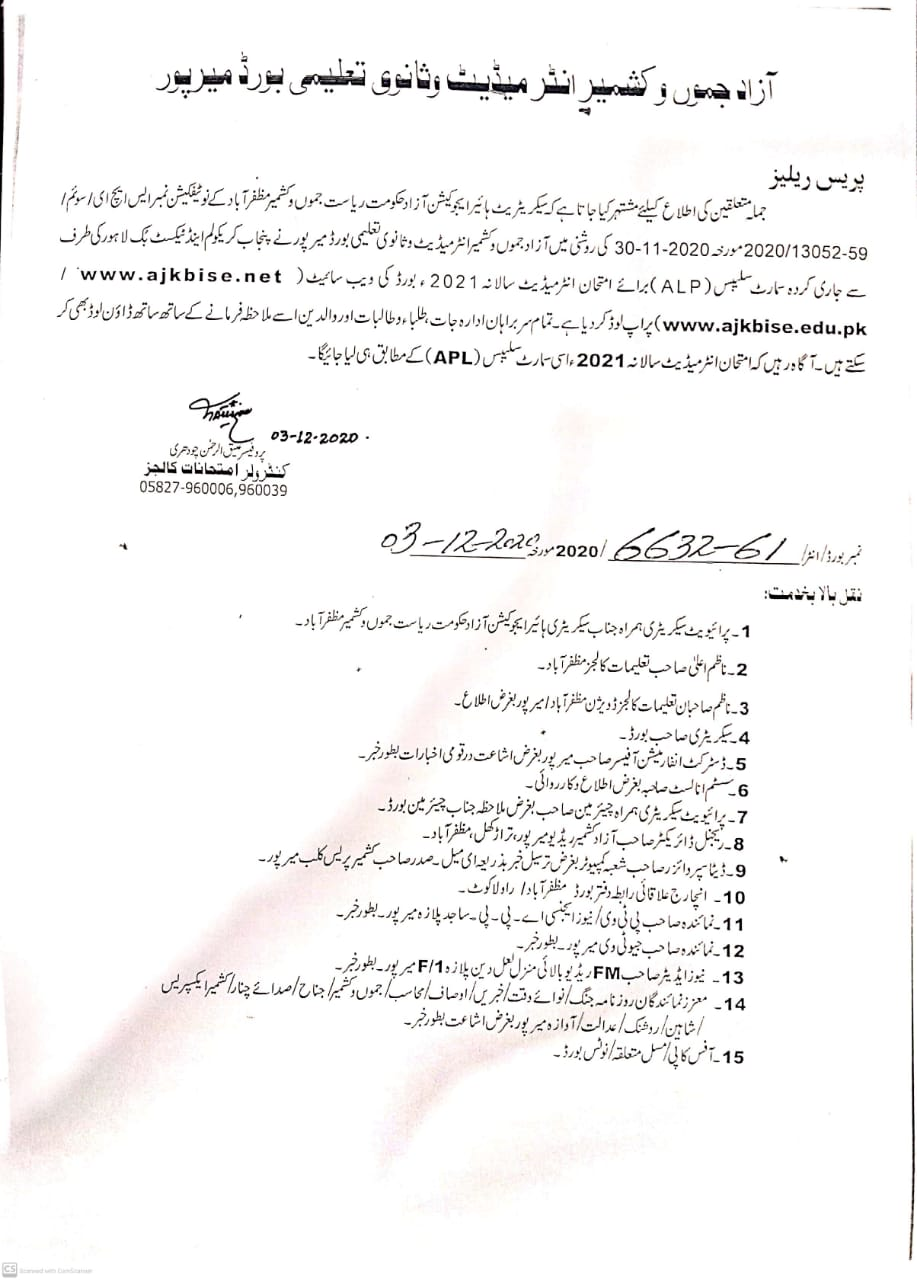 آزاد جموں و کشمیر انٹر میڈیٹ و ثانوی تعلیمی بورڈ میرپور
پریس ریلیز
جملہ متعلقین کی اطلاع کیلئے مشتہر کیا جاتا ہے کہ سیکریٹریٹ ہائیر ایجوکیشن آزاد حکومت ریاست جموں و کشمیر مظفرآباد کے نوٹیفکیشن نمبر ایس ایچ ای/سوئم/
2020/13052-59 مورخہ 30-11-2020 کی روشنی میں آزاد جموں و کشمیر انٹرمیڈیٹ و ثانوی تعلیمی بورڈ میرپور نے پنجاب کریکولم اینڈ ٹیکسٹ بک لاہور کی طرف
سے جاری کردہ سمارٹ سلیبس (ALP) برائے امتحان انٹرمیڈیٹ سالانہ 2021ء بورڈ کی ویب سائیٹ (www.ajkbise.net /
www.ajkbise.edu.pk) پر اپ لوڈ کر دیا ہے۔ تمام سربراہان ادارہ جات، طلباء و طالبات اور والدین اسے ملاحظہ فرمانے کے ساتھ ساتھ ڈاؤن لوڈ بھی کر
سکتے ہیں۔ آگاہ رہیں کہ امتحان انٹرمیڈیٹ سالانہ 2021ء اسی سمارٹ سلیبس (APL) کے مطابق ہی لیا جائیگا۔
03-12-2020
پروفیسر عتیق الرحمٰن چودھری
کنٹرولر امتحانات کالجز
05827-960006,960039
نمبر بورڈ/انٹر/ 6632-61 /2020 مورخہ 03-12-2020
نقل بالا بخدمت:
1۔ پرائیویٹ سیکریٹری ہمراہ جناب سیکریٹری ہائیر ایجوکیشن آزاد حکومت ریاست جموں و کشمیر مظفرآباد۔
2۔ ناظم اعلیٰ صاحب تعلیمات کالجز مظفرآباد۔
3۔ ناظم صاحبان تعلیمات کالجز ڈویژن مظفرآباد/میرپور بغرض اطلاع۔
4۔ سیکریٹری صاحب بورڈ۔
5۔ ڈسٹرکٹ انفارمیشن آفیسر صاحب میرپور بغرض اشاعت در قومی اخبارات بطور خبر۔
6۔ سسٹم انالسٹ صاحبہ بغرض اطلاع و کارروائی۔
7۔ پرائیویٹ سیکریٹری ہمراہ چیئرمین صاحب بغرض ملاحظہ جناب چیئرمین بورڈ۔
8۔ ریجنل ڈائریکٹر صاحب آزاد کشمیر ریڈیو میرپور، تراڑکھل، مظفرآباد۔
9۔ ڈیٹا سپروائزر صاحب شعبہ کمپیوٹر بغرض ترسیل خبر بذریعہ ای میل۔ صدر صاحب کشمیر پریس کلب میرپور۔
10۔ انچارج علاقائی رابطہ دفتر بورڈ مظفرآباد/ راولاکوٹ۔
11۔ نمائندہ صاحب پی ٹی وی/نیوز ایجنسی اے۔پی۔پی۔ ساجد پلازہ میرپور۔ بطور خبر۔
12۔ نمائندہ صاحب جیو ٹی وی میرپور۔ بطور خبر۔
13۔ نیوز ایڈیٹر صاحب FM ریڈیو بالائی منزل لعل دین پلازہ F/1 میرپور۔ بطور خبر۔
14۔ معزز نمائندگان روزنامہ جنگ/نوائے وقت/خبریں/اوصاف/محاسب/جموں و کشمیر/جناح/صدائے چنار/کشمیر ایکسپریس
/شاہین/روشنک/عدالت/آوازہ میرپور بغرض اشاعت بطور خبر۔
15۔ آفس کاپی/مسل متعلقہ/نوٹس بورڈ۔
CS Scanned with CamScanner